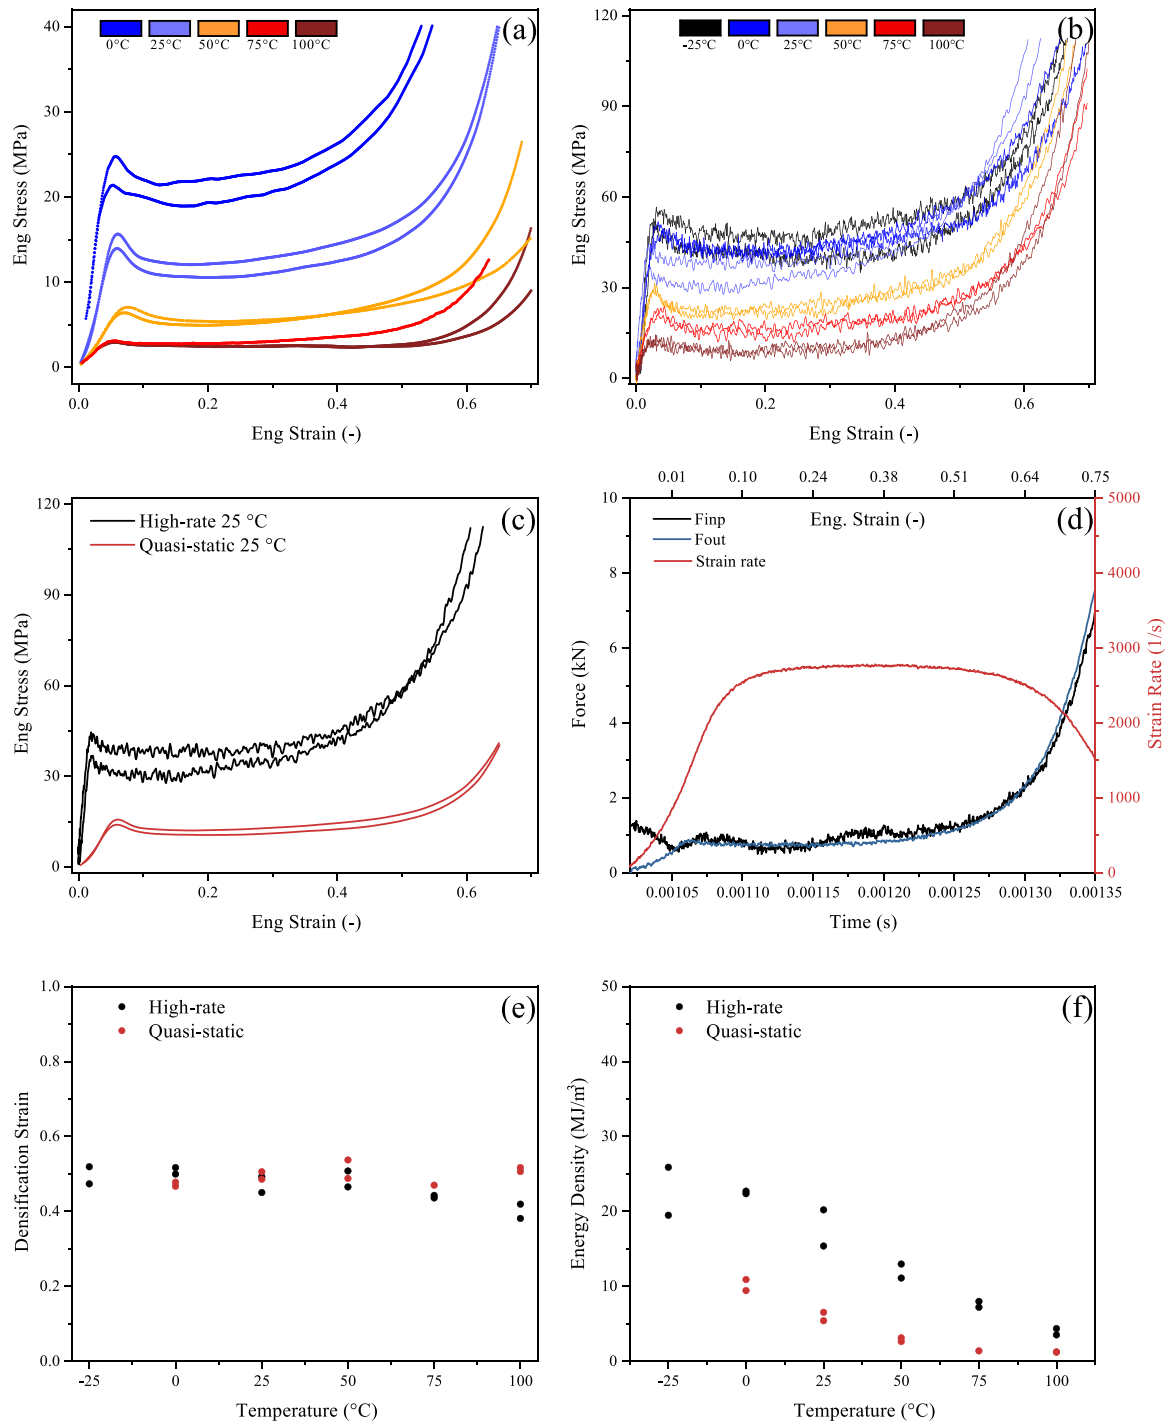 (a)
0°C 25°C 50°C 75°C 100°C
40
30
20
10
0
Eng Stress (MPa)
0.0 0.2 0.4 0.6
Eng Strain (-)
(b)
-25°C 0°C 25°C 50°C 75°C 100°C
120
90
60
30
0
Eng Stress (MPa)
0.0 0.2 0.4 0.6
Eng Strain (-)
(c)
High-rate 25 °C
Quasi-static 25 °C
120
90
60
30
0
Eng Stress (MPa)
0.0 0.2 0.4 0.6
Eng Strain (-)
(d)
0.01 0.10 0.24 0.38 0.51 0.64 0.75
Eng. Strain (-)
Finp
Fout
Strain rate
10
8
6
4
2
0
Force (kN)
5000
4000
3000
2000
1000
0
Strain Rate (1/s)
0.00105 0.00110 0.00115 0.00120 0.00125 0.00130 0.00135
Time (s)
(e)
High-rate
Quasi-static
1.0
0.8
0.6
0.4
0.2
0.0
Densification Strain
-25 0 25 50 75 100
Temperature (°C)
(f)
High-rate
Quasi-static
50
40
30
20
10
0
Energy Density (MJ/m³)
-25 0 25 50 75 100
Temperature (°C)